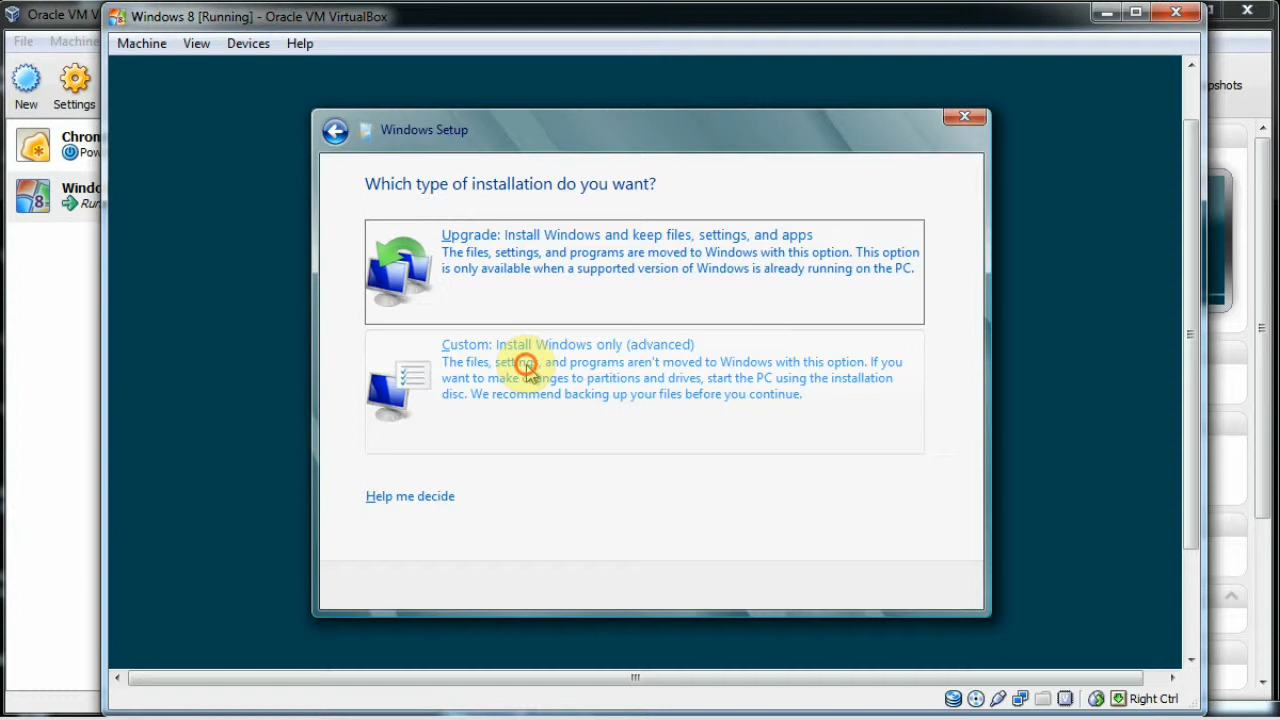 Oracle VM V
Windows 8 [Running] - Oracle VM VirtualBox
File Machine
Machine View Devices Help
New Settings
pshots
Chrom
Pow
Windo
Run
8
Windows Setup
Which type of installation do you want?
Upgrade: Install Windows and keep files, settings, and apps
The files, settings, and programs are moved to Windows with this option. This option
is only available when a supported version of Windows is already running on the PC.
Custom: Install Windows only (advanced)
The files, settings, and programs aren't moved to Windows with this option. If you
want to make changes to partitions and drives, start the PC using the installation
disc. We recommend backing up your files before you continue.
Help me decide
Right Ctrl